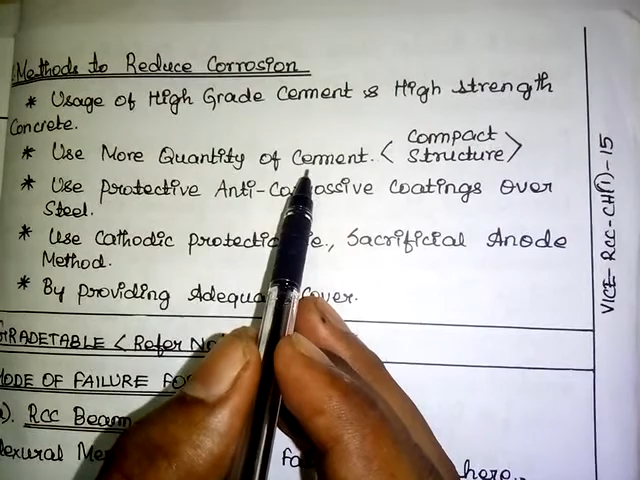 Methods to Reduce Corrosion
* Usage of High Grade Cement & High strength
Concrete.
* Use More Quantity of Cement. < Compact
Structure >
* Use protective Anti-Corrossive Coatings Over
Steel.
* Use Cathodic protection i.e., Sacrificial Anode
Method.
* By providing Adequate Cover.
GRADETABLE < Refer
MODE OF FAILURE
RCC Beam
VICE-RCC-CH(1)-15